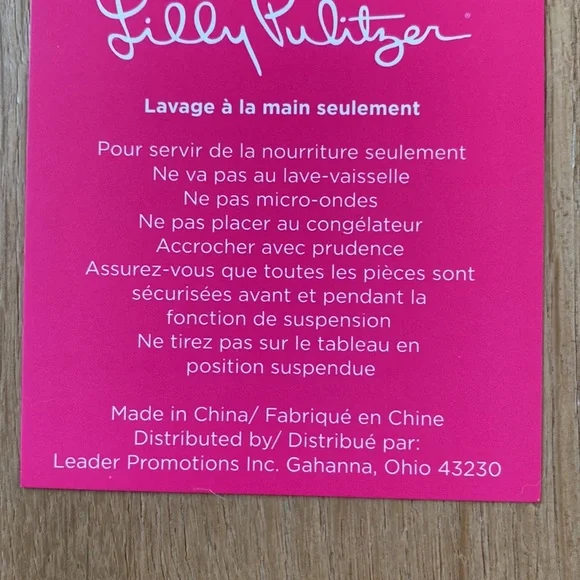 Lilly Pulitzer®
Lavage à la main seulement
Pour servir de la nourriture seulement
Ne va pas au lave-vaisselle
Ne pas micro-ondes
Ne pas placer au congélateur
Accrocher avec prudence
Assurez-vous que toutes les pièces sont
sécurisées avant et pendant la
fonction de suspension
Ne tirez pas sur le tableau en
position suspendue
Made in China/ Fabriqué en Chine
Distributed by/ Distribué par:
Leader Promotions Inc. Gahanna, Ohio 43230